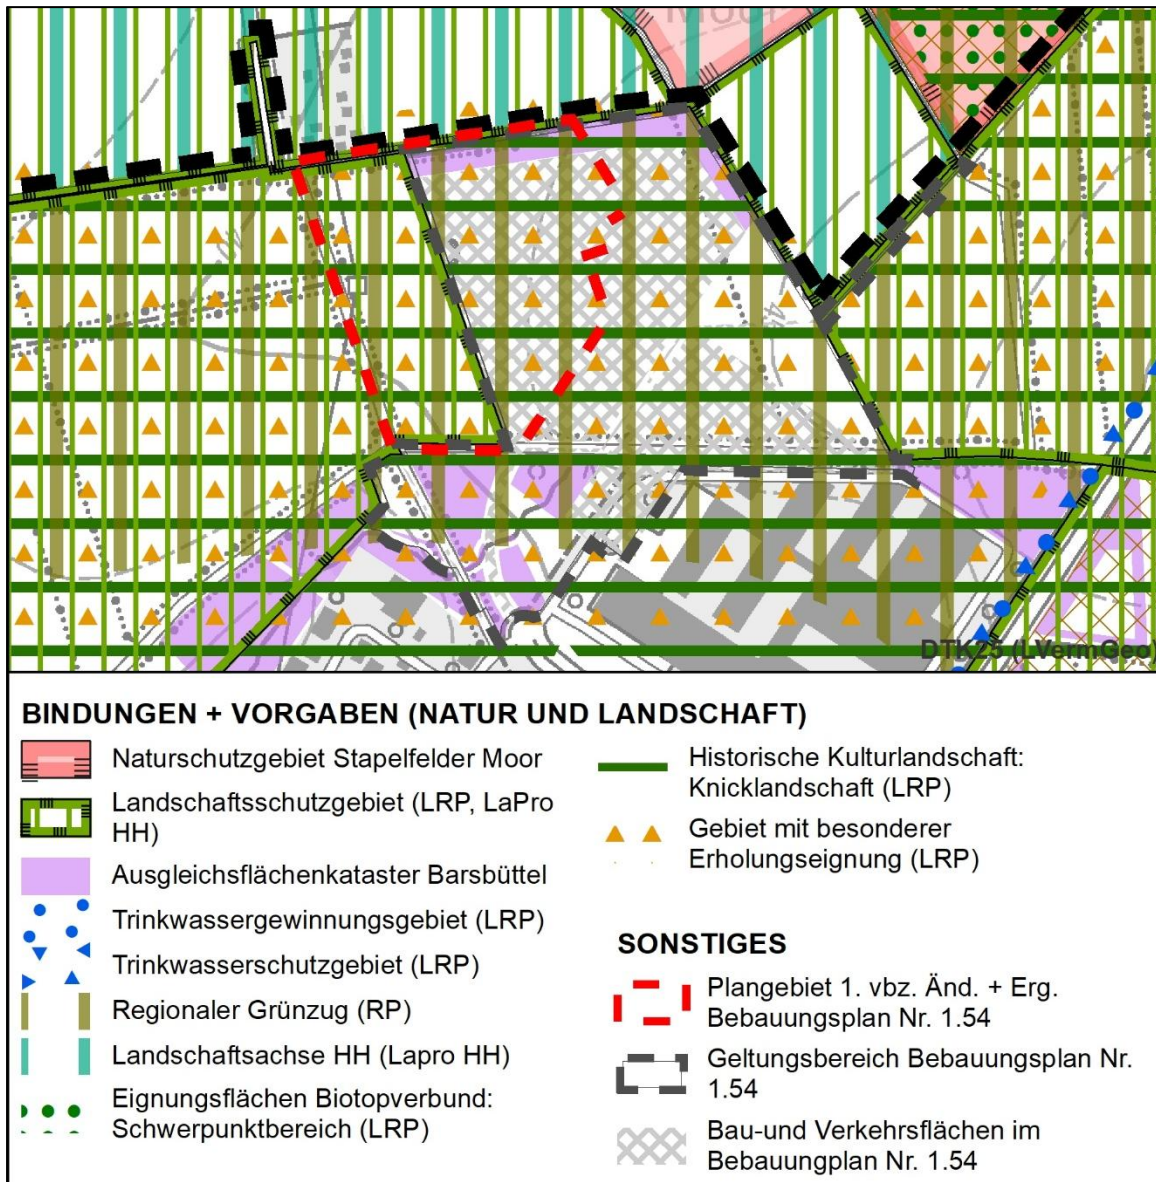 Moor
DTK25 (LVermGeo)
BINDUNGEN + VORGABEN (NATUR UND LANDSCHAFT)
Naturschutzgebiet Stapelfelder Moor
Landschaftsschutzgebiet (LRP, LaPro
HH)
Ausgleichsflächenkataster Barsbüttel
Trinkwassergewinnungsgebiet (LRP)
Trinkwasserschutzgebiet (LRP)
Regionaler Grünzug (RP)
Landschaftsachse HH (Lapro HH)
Eignungsflächen Biotopverbund:
Schwerpunktbereich (LRP)
Historische Kulturlandschaft:
Knicklandschaft (LRP)
Gebiet mit besonderer
Erholungseignung (LRP)
SONSTIGES
Plangebiet 1. vbz. Änd. + Erg.
Bebauungsplan Nr. 1.54
Geltungsbereich Bebauungsplan Nr.
1.54
Bau-und Verkehrsflächen im
Bebauungplan Nr. 1.54